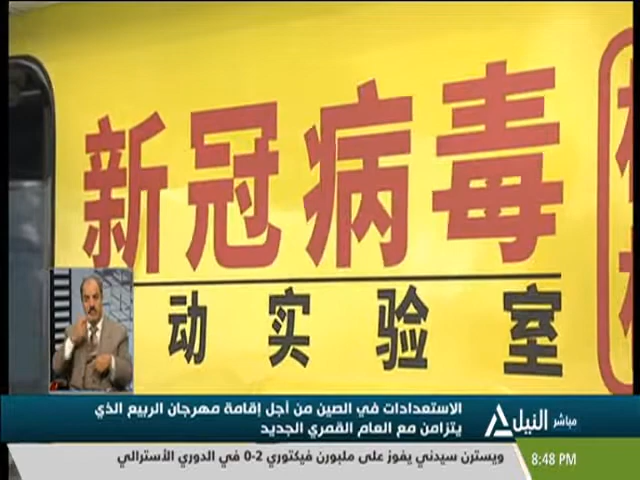 新冠病毒
动实验室
الاستعدادات في الصين من أجل إقامة مهرجان الربيع الذي
يتزامن مع العام القمري الجديد
النيل مباشر
ويسترن سيدني يفوز على ملبورن فيكتوري 2-0 في الدوري الأسترالي
8:48 PM